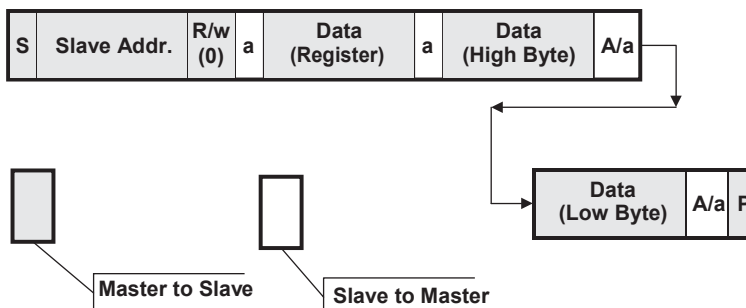 S Slave Addr. R/w (0) a Data (Register) a Data (High Byte) A/a
Data (Low Byte) A/a P
Master to Slave Slave to Master